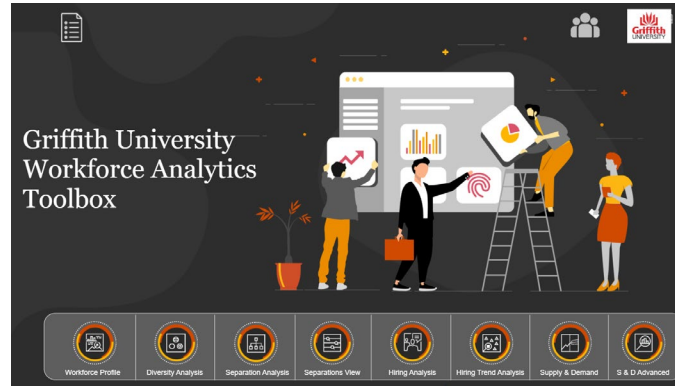 Griffith
UNIVERSITY
Griffith University
Workforce Analytics
Toolbox
Workforce Profile
Diversity Analysis
Separation Analysis
Separations View
Hiring Analysis
Hiring Trend Analysis
Supply & Demand
S & D Advanced